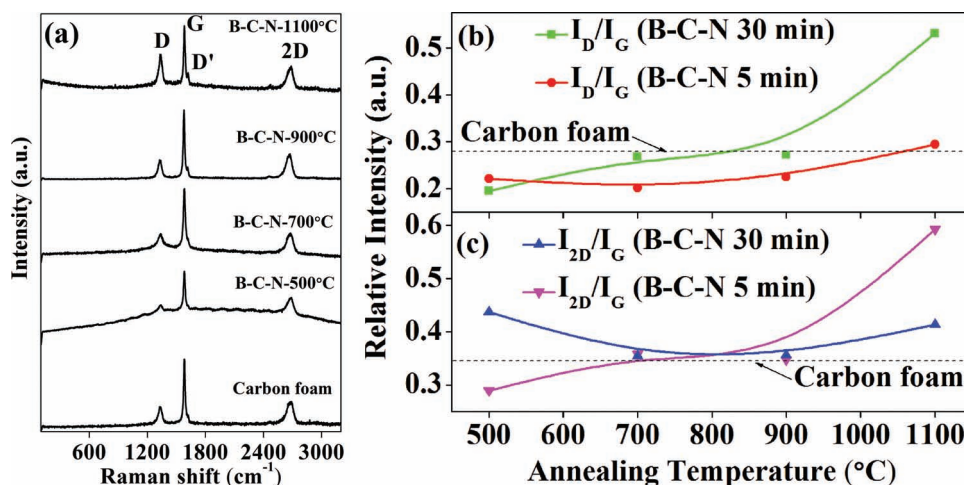 (a)
B-C-N-1100°C
G
D
D'
2D
B-C-N-900°C
B-C-N-700°C
B-C-N-500°C
Carbon foam
Intensity (a.u.)
600 1200 1800 2400 3000
Raman shift (cm⁻¹)
(b)
I_D/I_G (B-C-N 30 min)
I_D/I_G (B-C-N 5 min)
Carbon foam
0.5
0.4
0.3
0.2
Relative Intensity (a.u.)
(c)
I_2D/I_G (B-C-N 30 min)
I_2D/I_G (B-C-N 5 min)
Carbon foam
0.6
0.5
0.4
0.3
500 600 700 800 900 1000 1100
Annealing Temperature (°C)